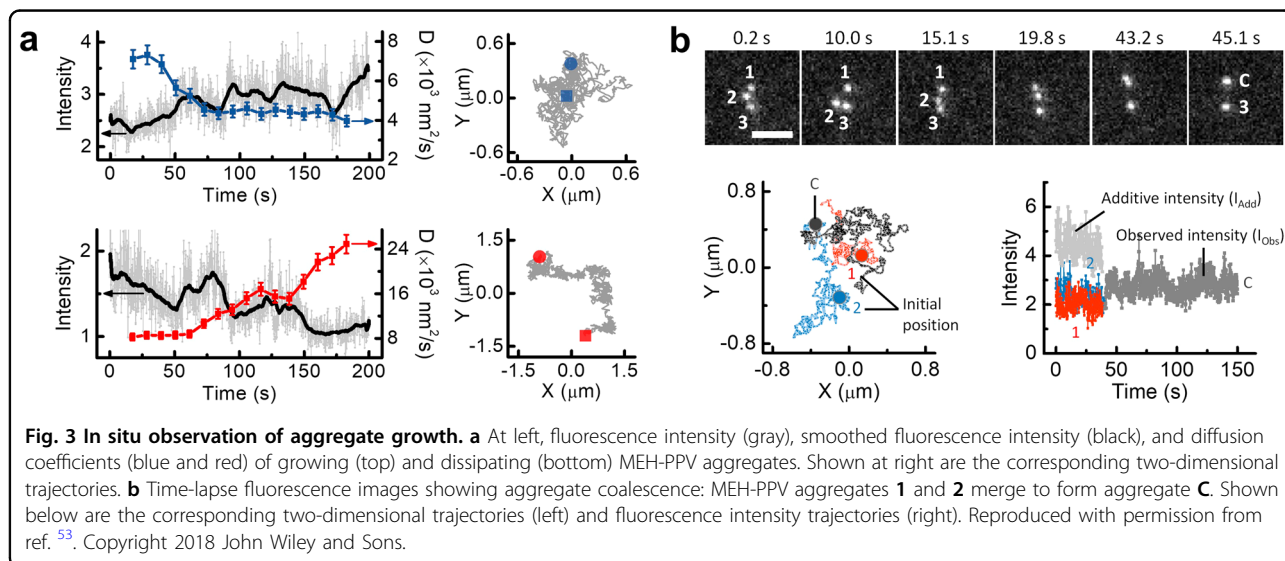 a
4
3
2
Intensity
8
6
4
2
D (×10³ nm²/s)
0 50 100 150 200
Time (s)
0.6
0.0
-0.6
Y (μm)
-0.6 0.0 0.6
X (μm)
2
1
Intensity
24
16
8
D (×10³ nm²/s)
0 50 100 150 200
Time (s)
1.5
0.0
-1.5
Y (μm)
-1.5 0.0 1.5
X (μm)
b
0.2 s 10.0 s 15.1 s 19.8 s 43.2 s 45.1 s
1
2
3
1
2
3
1
2
3
C
3
0.8
0.0
-0.8
Y (μm)
-0.8 0.0 0.8
X (μm)
C
1
2
Initial
position
6
4
2
0
Intensity
0 50 100 150
Time (s)
Additive intensity (I_Add)
Observed intensity (I_Obs)
2
1
C
Fig. 3 In situ observation of aggregate growth. a At left, fluorescence intensity (gray), smoothed fluorescence intensity (black), and diffusion
coefficients (blue and red) of growing (top) and dissipating (bottom) MEH-PPV aggregates. Shown at right are the corresponding two-dimensional
trajectories. b Time-lapse fluorescence images showing aggregate coalescence: MEH-PPV aggregates 1 and 2 merge to form aggregate C. Shown
below are the corresponding two-dimensional trajectories (left) and fluorescence intensity trajectories (right). Reproduced with permission from
ref. 53. Copyright 2018 John Wiley and Sons.